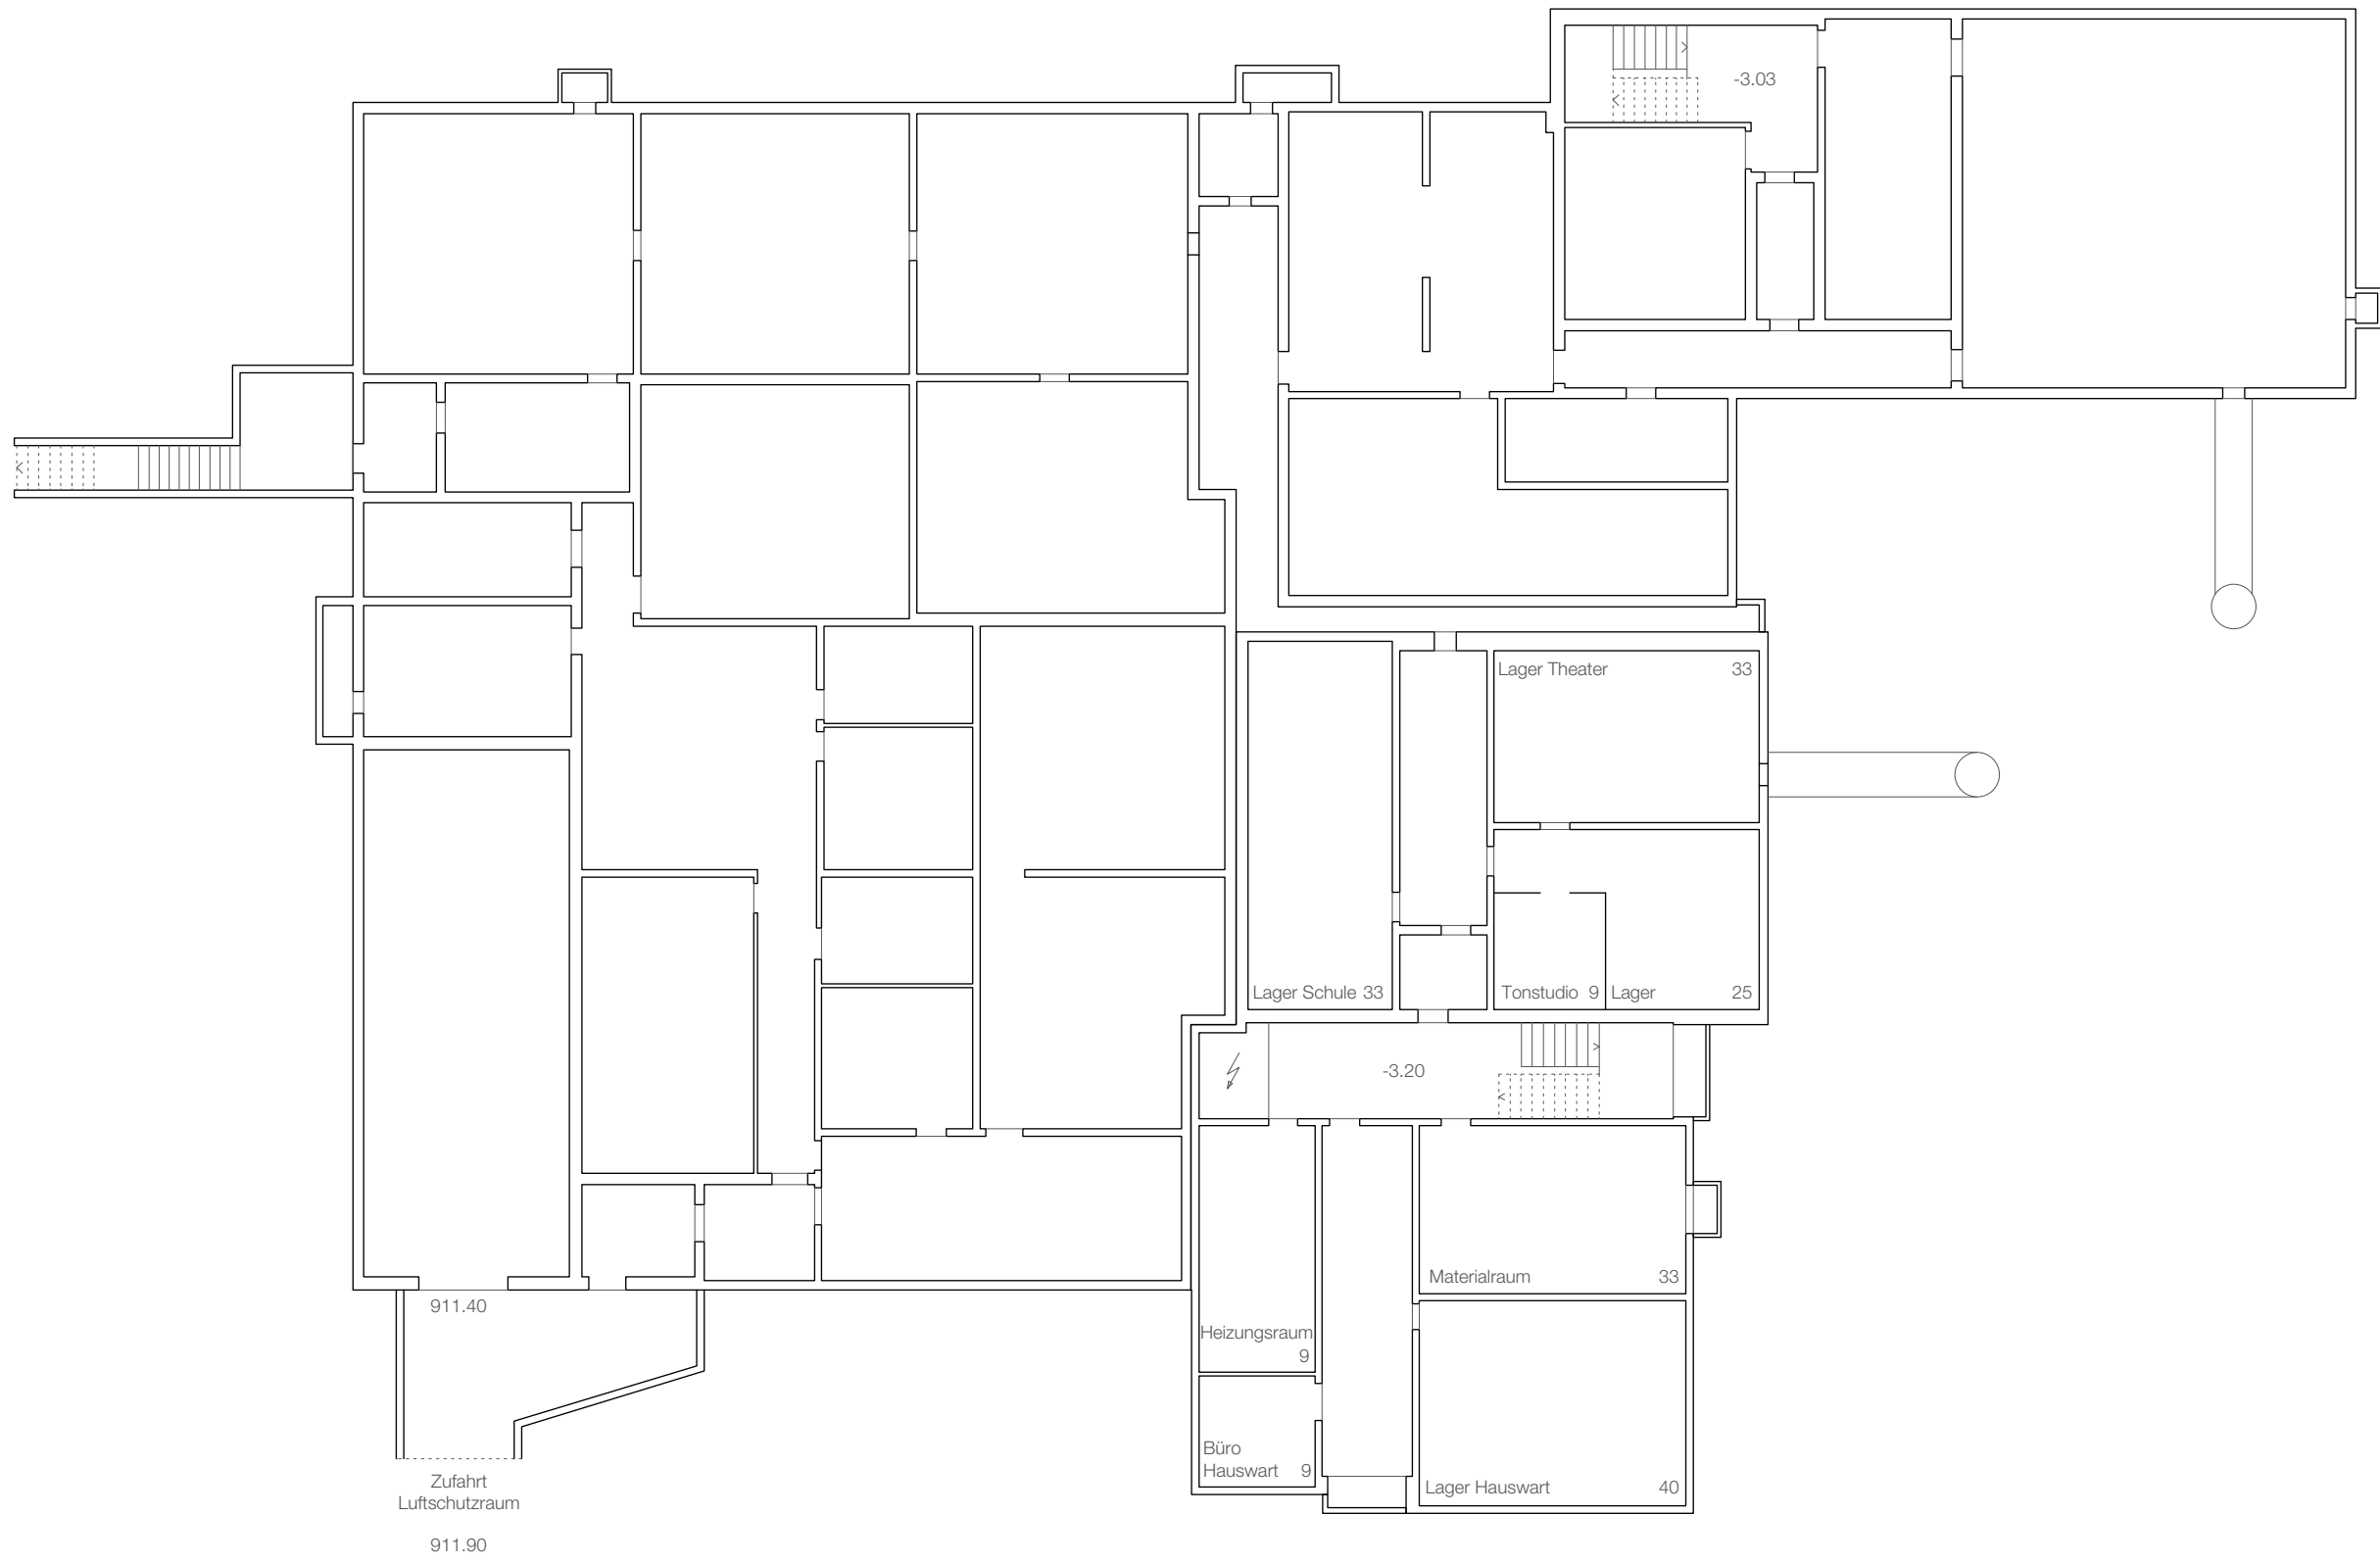 -3.03
Lager Theater 33
Lager Schule 33
Tonstudio 9
Lager 25
-3.20
Materialraum 33
911.40
Heizungsraum
9
Büro
Hauswart 9
Lager Hauswart 40
Zufahrt
Luftschutzraum
911.90